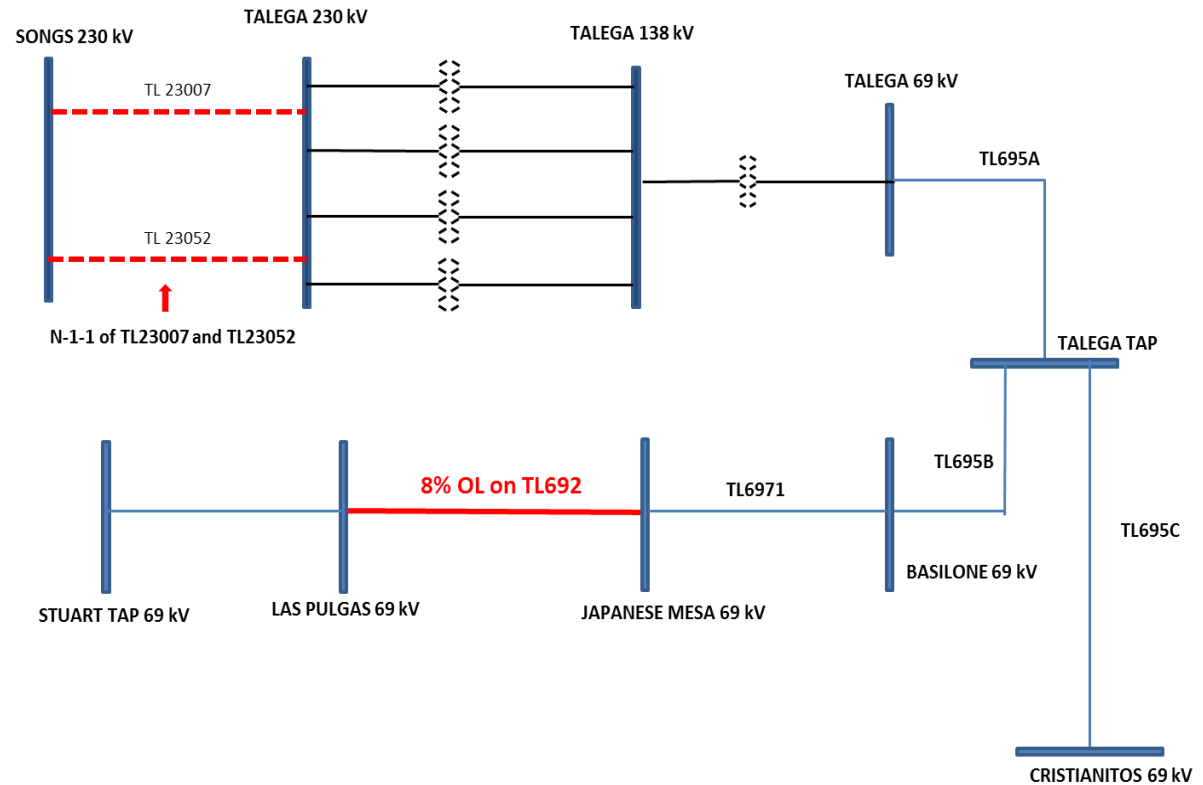 TALEGA 230 kV
SONGS 230 kV
TALEGA 138 kV
TALEGA 69 kV
TL 23007
TL695A
TL 23052
N-1-1 of TL23007 and TL23052
TALEGA TAP
8% OL on TL692
TL6971
TL695B
TL695C
BASILONE 69 kV
STUART TAP 69 kV
LAS PULGAS 69 kV
JAPANESE MESA 69 kV
CRISTIANITOS 69 kV